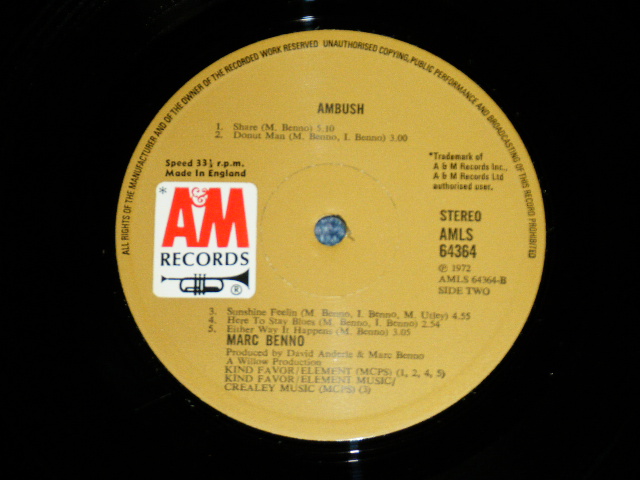 ALL RIGHTS OF THE MANUFACTURER AND OF THE OWNER OF THE RECORDED WORK RESERVED UNAUTHORISED COPYING, PUBLIC PERFORMANCE AND BROADCASTING OF THIS RECORD PROHIBITED
AMBUSH
1. Share (M. Benno) 5.10
2. Donut Man (M. Benno, I. Benno) 3.00
Speed 33⅓ r.p.m.
Made In England
*Trademark of
A & M Records Inc.,
A & M Records Ltd
authorised user.
* A&M
RECORDS
®
STEREO
AMLS
64364
℗ 1972
AMLS 64364-B
SIDE TWO
3. Sunshine Feelin (M. Benno, I. Benno, M. Utley) 4.55
4. Here To Stay Blues (M. Benno, I. Benno) 2.54
5. Either Way It Happens (M. Benno) 3.05
MARC BENNO
Produced by David Anderle & Marc Benno
A Willow Production
KIND FAVOR/ELEMENT (MCPS) (1, 2, 4, 5)
KIND FAVOR/ELEMENT MUSIC/
CREALEY MUSIC (MCPS) (3)